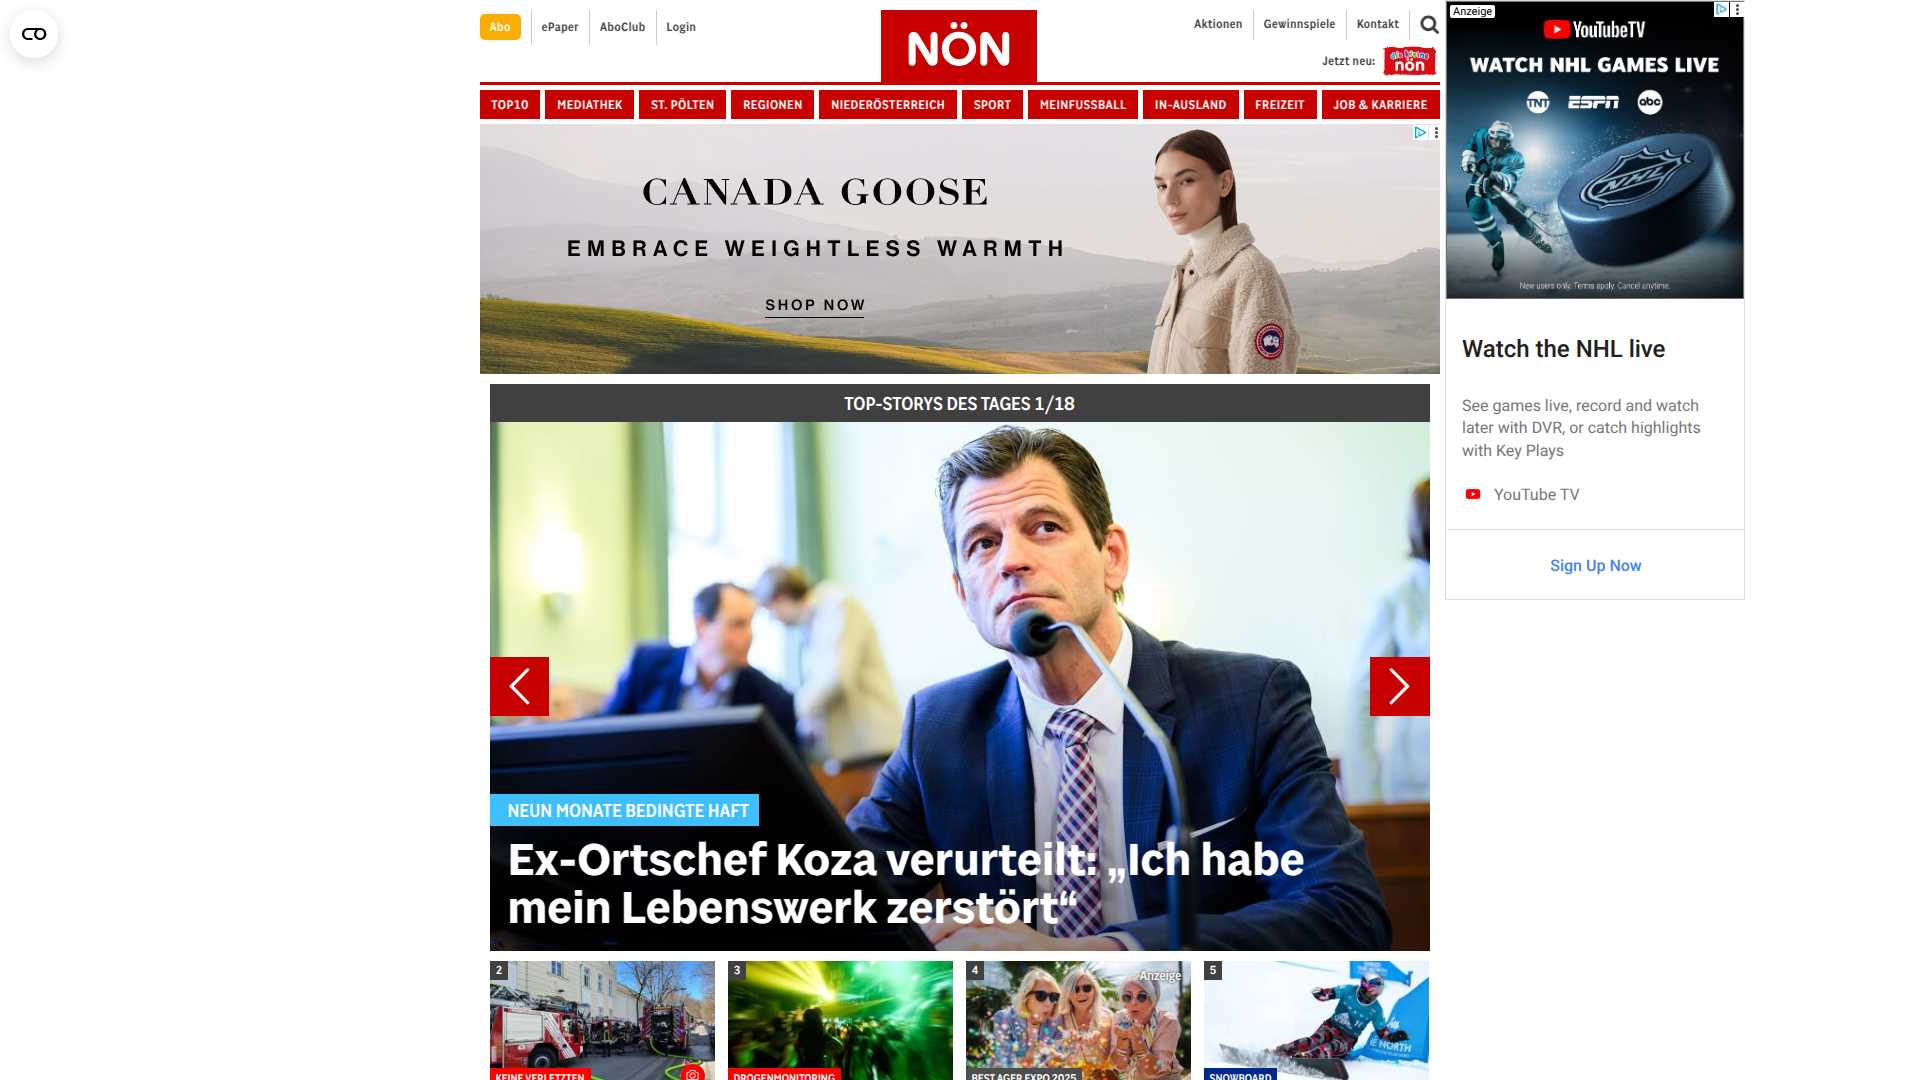 Abo
ePaper
AboClub
Login
NÖN
Aktionen
Gewinnspiele
Kontakt
Jetzt neu:
die kleine
nön
TOP10
MEDIATHEK
ST. PÖLTEN
REGIONEN
NIEDERÖSTERREICH
SPORT
MEINFUSSBALL
IN-AUSLAND
FREIZEIT
JOB & KARRIERE
CANADA GOOSE
EMBRACE WEIGHTLESS WARMTH
SHOP NOW
Anzeige
YouTubeTV
WATCH NHL GAMES LIVE
TNT
ESPN
abc
NHL
New users only. Terms apply. Cancel anytime.
Watch the NHL live
See games live, record and watch
later with DVR, or catch highlights
with Key Plays
YouTube TV
Sign Up Now
TOP-STORYS DES TAGES 1/18
NEUN MONATE BEDINGTE HAFT
Ex-Ortschef Koza verurteilt: „Ich habe
mein Lebenswerk zerstört“
2
KEINE VERLETZTEN
3
DROGENMONITORING
4
Anzeige
BEST AGER EXPO 2025
5
SNOWBOARD